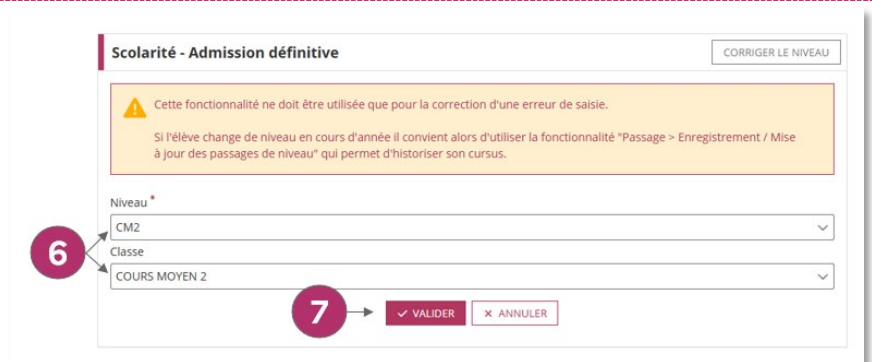 Scolarité - Admission définitive
CORRIGER LE NIVEAU
Cette fonctionnalité ne doit être utilisée que pour la correction d'une erreur de saisie.
Si l'élève change de niveau en cours d'année il convient alors d'utiliser la fonctionnalité "Passage > Enregistrement / Mise
à jour des passages de niveau" qui permet d'historiser son cursus.
Niveau *
CM2
6
Classe
COURS MOYEN 2
7
VALIDER
ANNULER